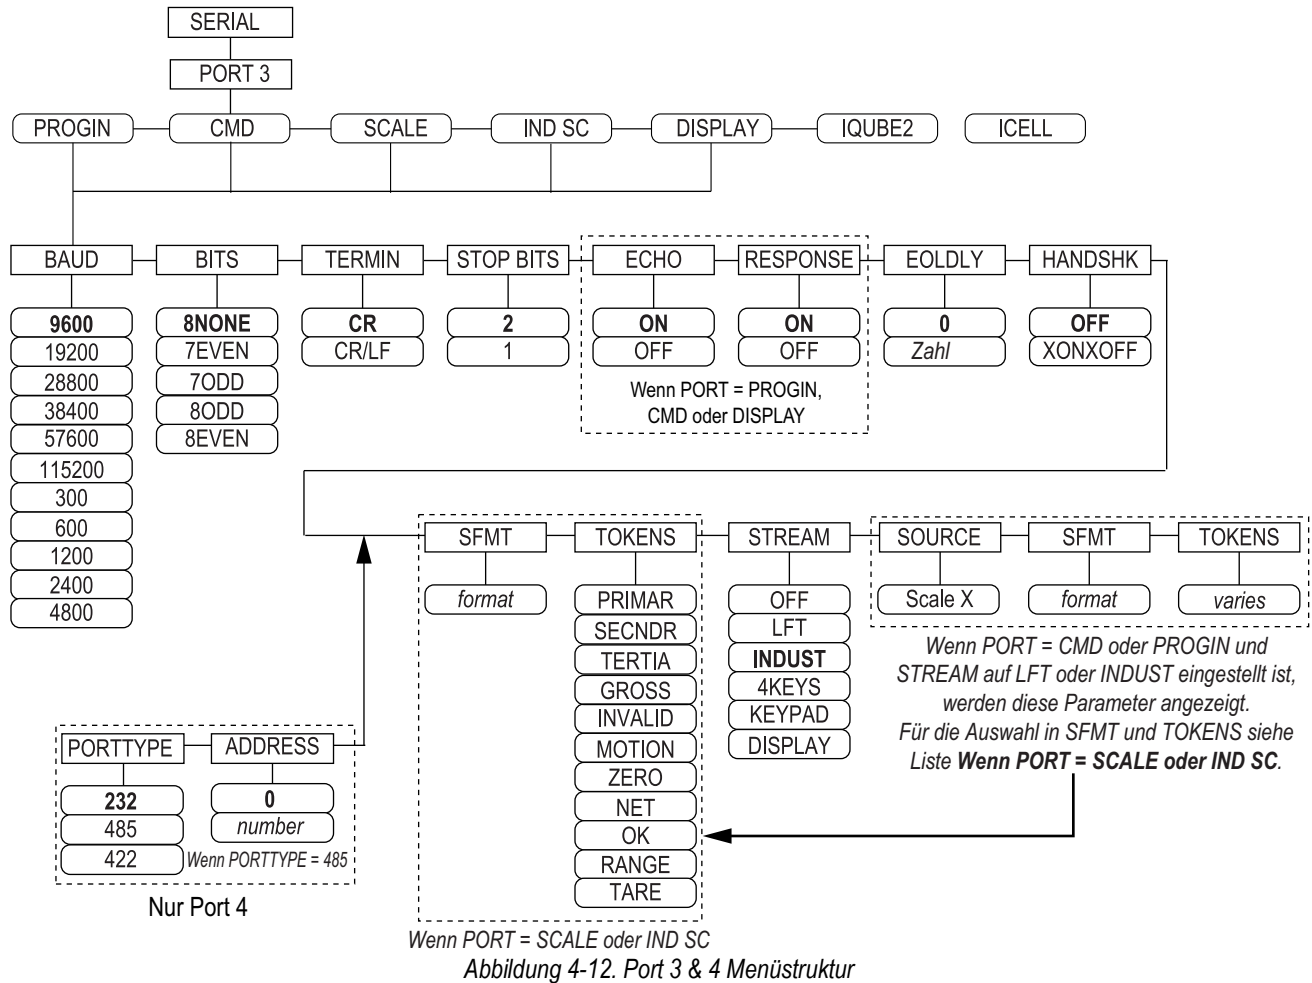 SERIAL
PORT 3
PROGIN CMD SCALE IND SC DISPLAY IQUBE2 ICELL
BAUD BITS TERMIN STOP BITS ECHO RESPONSE EOLDLY HANDSHK
9600 8NONE CR 2 ON ON 0 OFF
19200 7EVEN CR/LF 1 OFF OFF Zahl XONXOFF
28800 7ODD
38400 8ODD
57600 8EVEN
115200
300
600
1200
2400
4800
Wenn PORT = PROGIN,
CMD oder DISPLAY
SFMT TOKENS STREAM SOURCE SFMT TOKENS
format PRIMAR OFF Scale X format varies
SECNDR LFT
TERTIA INDUST
GROSS 4KEYS
INVALID KEYPAD
MOTION DISPLAY
ZERO
NET
OK
RANGE
TARE
Wenn PORT = CMD oder PROGIN und
STREAM auf LFT oder INDUST eingestellt ist,
werden diese Parameter angezeigt.
Für die Auswahl in SFMT und TOKENS siehe
Liste Wenn PORT = SCALE oder IND SC.
PORTTYPE ADDRESS
232 0
485 number
422 Wenn PORTTYPE = 485
Nur Port 4
Wenn PORT = SCALE oder IND SC
Abbildung 4-12. Port 3 & 4 Menüstruktur